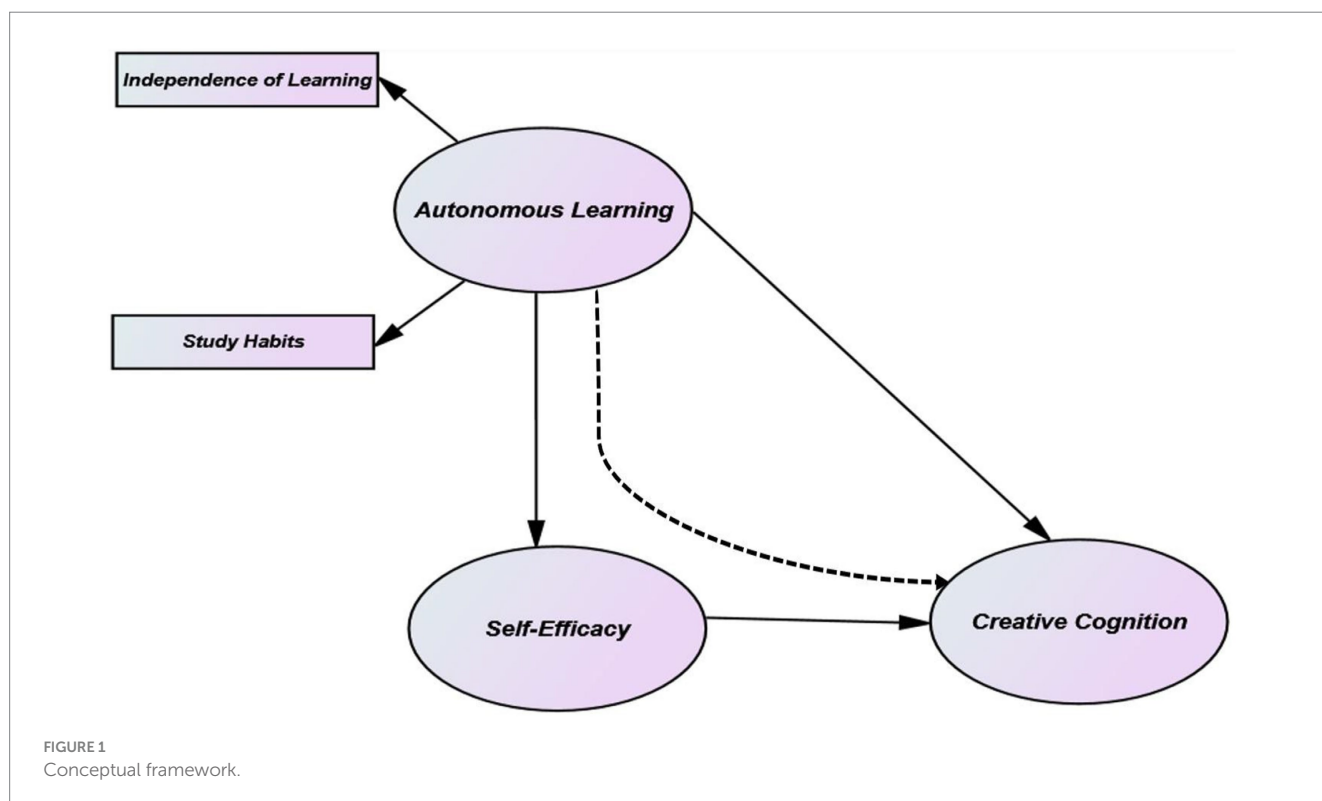 Independence of Learning
Autonomous Learning
Study Habits
Self-Efficacy
Creative Cognition
FIGURE 1
Conceptual framework.